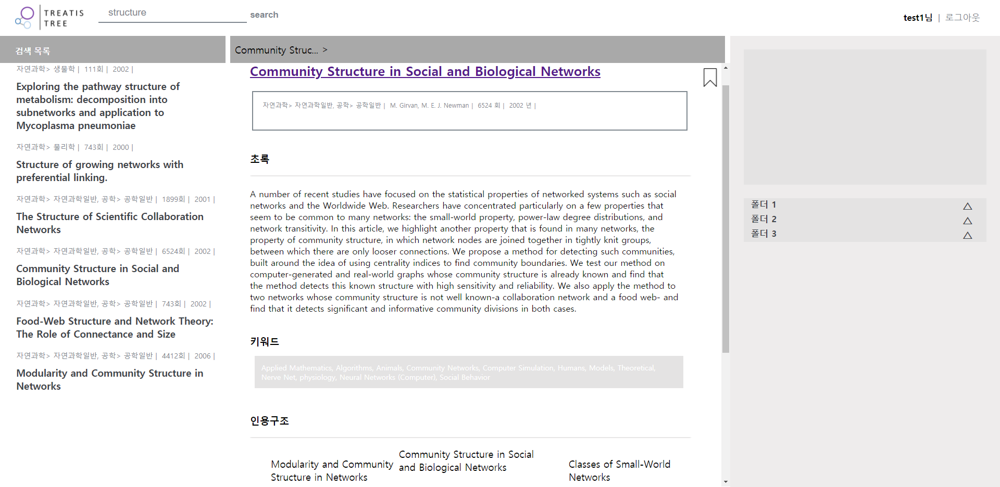 TREATIS
TREE
structure
search
test1님 | 로그아웃
검색 목록
자연과학> 생물학 | 111회 | 2002 |
Exploring the pathway structure of
metabolism: decomposition into
subnetworks and application to
Mycoplasma pneumoniae
자연과학> 물리학 | 743회 | 2000 |
Structure of growing networks with
preferential linking.
자연과학> 자연과학일반, 공학> 공학일반 | 1899회 | 2001 |
The Structure of Scientific Collaboration
Networks
자연과학> 자연과학일반, 공학> 공학일반 | 6524회 | 2002 |
Community Structure in Social and
Biological Networks
자연과학> 자연과학일반, 공학> 공학일반 | 743회 | 2002 |
Food-Web Structure and Network Theory:
The Role of Connectance and Size
자연과학> 자연과학일반, 공학> 공학일반 | 4412회 | 2006 |
Modularity and Community Structure in
Networks
Community Struc... >
Community Structure in Social and Biological Networks
자연과학> 자연과학일반, 공학> 공학일반 | M. Girvan, M. E. J. Newman | 6524 회 | 2002 년 |
초록
A number of recent studies have focused on the statistical properties of networked systems such as social
networks and the Worldwide Web. Researchers have concentrated particularly on a few properties that
seem to be common to many networks: the small-world property, power-law degree distributions, and
network transitivity. In this article, we highlight another property that is found in many networks, the
property of community structure, in which network nodes are joined together in tightly knit groups,
between which there are only looser connections. We propose a method for detecting such communities,
built around the idea of using centrality indices to find community boundaries. We test our method on
computer-generated and real-world graphs whose community structure is already known and find that
the method detects this known structure with high sensitivity and reliability. We also apply the method to
two networks whose community structure is not well known-a collaboration network and a food web- and
find that it detects significant and informative community divisions in both cases.
키워드
Applied Mathematics, Algorithms, Animals, Community Networks, Computer Simulation, Humans, Models, Theoretical,
Nerve Net, physiology, Neural Networks (Computer), Social Behavior
인용구조
Modularity and Community
Structure in Networks
Community Structure in Social
and Biological Networks
Classes of Small-World
Networks
폴더 1
폴더 2
폴더 3